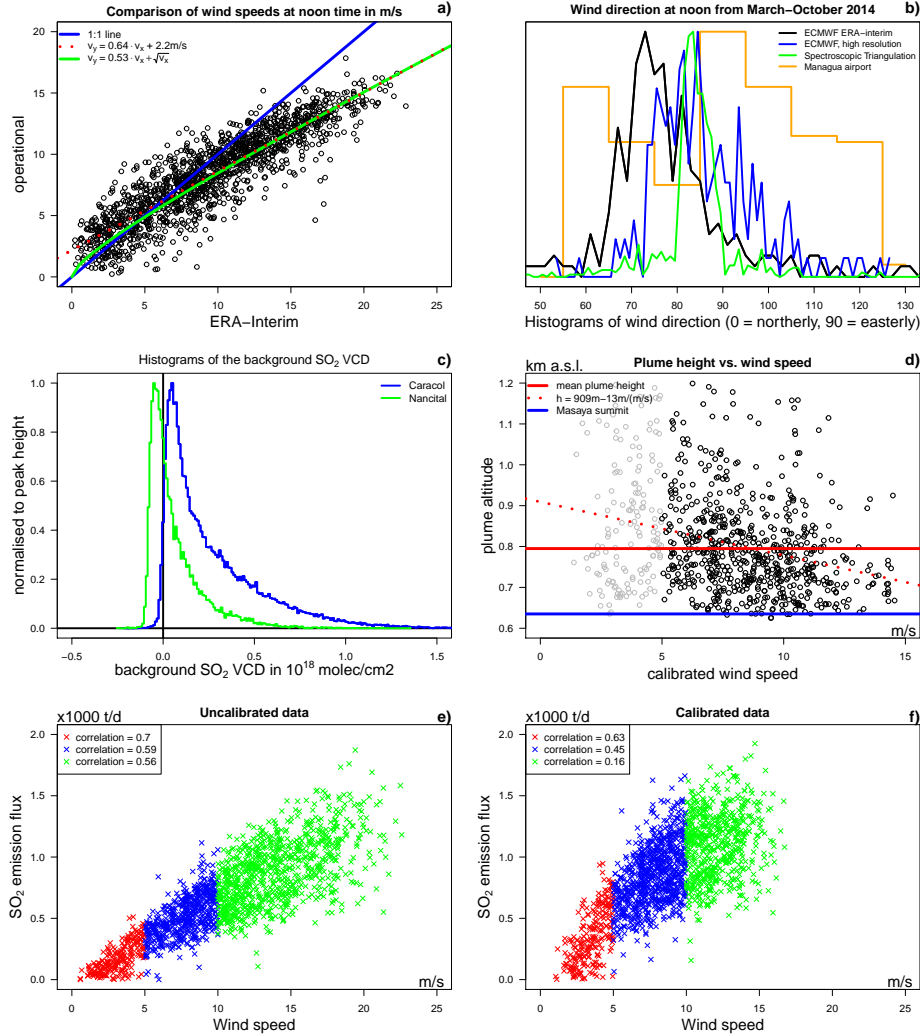 Comparison of wind speeds at noon time in m/s
a)
1:1 line
v_y = 0.64 · v_x + 2.2m/s
v_y = 0.53 · v_x + √v_x
operational
20
15
10
5
0
0 5 10 15 20 25
ERA−Interim
Wind direction at noon from March−October 2014
b)
ECMWF ERA−interim
ECMWF, high resolution
Spectroscopic Triangulation
Managua airport
50 60 70 80 90 100 110 120 130
Histograms of wind direction (0 = northerly, 90 = easterly)
Histograms of the background SO₂ VCD
c)
Caracol
Nancital
normalised to peak height
1.0
0.8
0.6
0.4
0.2
0.0
−0.5 0.0 0.5 1.0 1.5
background SO₂ VCD in 10¹⁸ molec/cm2
km a.s.l.
Plume height vs. wind speed
d)
mean plume height
h = 909m−13m/(m/s)
Masaya summit
plume altitude
1.2
1.1
1.0
0.9
0.8
0.7
0.6
m/s
0 5 10 15
calibrated wind speed
x1000 t/d
Uncalibrated data
e)
correlation = 0.7
correlation = 0.59
correlation = 0.56
SO₂ emission flux
2.0
1.5
1.0
0.5
0.0
m/s
0 5 10 15 20 25
Wind speed
x1000 t/d
Calibrated data
f)
correlation = 0.63
correlation = 0.45
correlation = 0.16
SO₂ emission flux
2.0
1.5
1.0
0.5
0.0
m/s
0 5 10 15 20 25
Wind speed